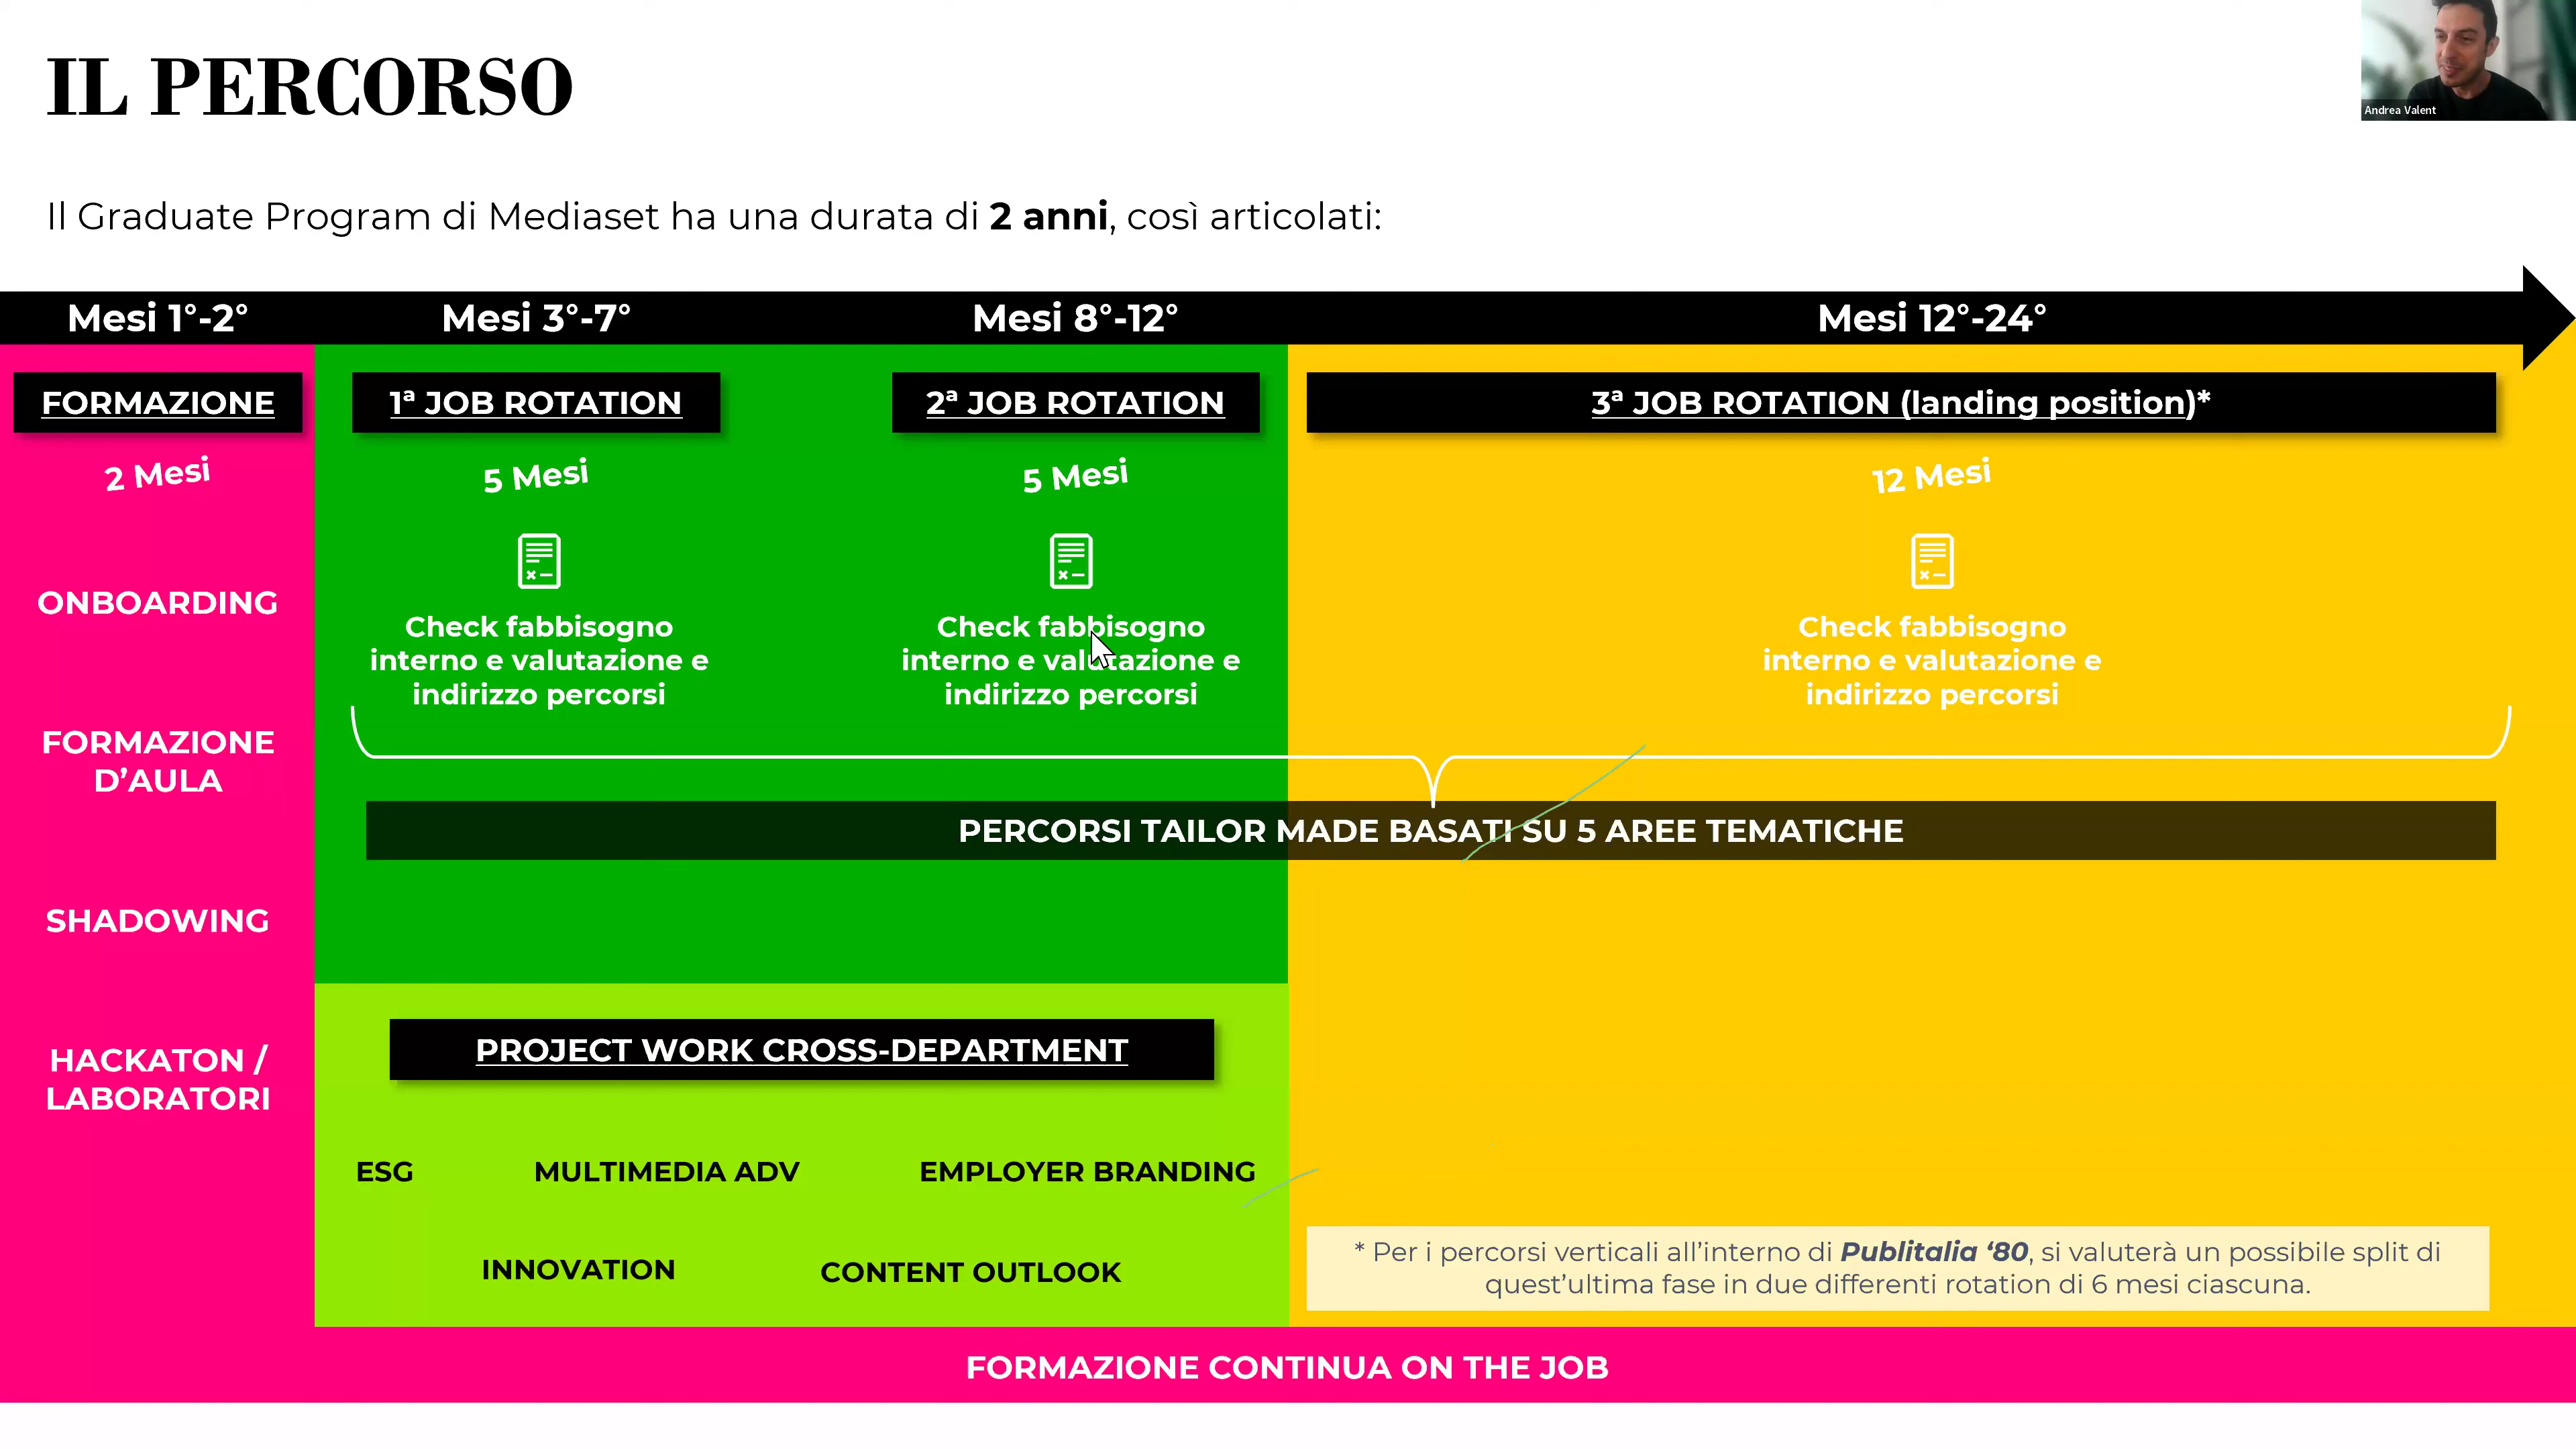 IL PERCORSO
Andrea Valent
Il Graduate Program di Mediaset ha una durata di 2 anni, così articolati:
Mesi 1°-2°
Mesi 3°-7°
Mesi 8°-12°
Mesi 12°-24°
FORMAZIONE
1ª JOB ROTATION
2ª JOB ROTATION
3ª JOB ROTATION (landing position)*
2 Mesi
5 Mesi
5 Mesi
12 Mesi
ONBOARDING
FORMAZIONE
D’AULA
SHADOWING
HACKATON /
LABORATORI
Check fabbisogno
interno e valutazione e
indirizzo percorsi
Check fabbisogno
interno e valutazione e
indirizzo percorsi
Check fabbisogno
interno e valutazione e
indirizzo percorsi
PERCORSI TAILOR MADE BASATI SU 5 AREE TEMATICHE
PROJECT WORK CROSS-DEPARTMENT
ESG
MULTIMEDIA ADV
EMPLOYER BRANDING
INNOVATION
CONTENT OUTLOOK
* Per i percorsi verticali all’interno di Publitalia ‘80, si valuterà un possibile split di
quest’ultima fase in due differenti rotation di 6 mesi ciascuna.
FORMAZIONE CONTINUA ON THE JOB